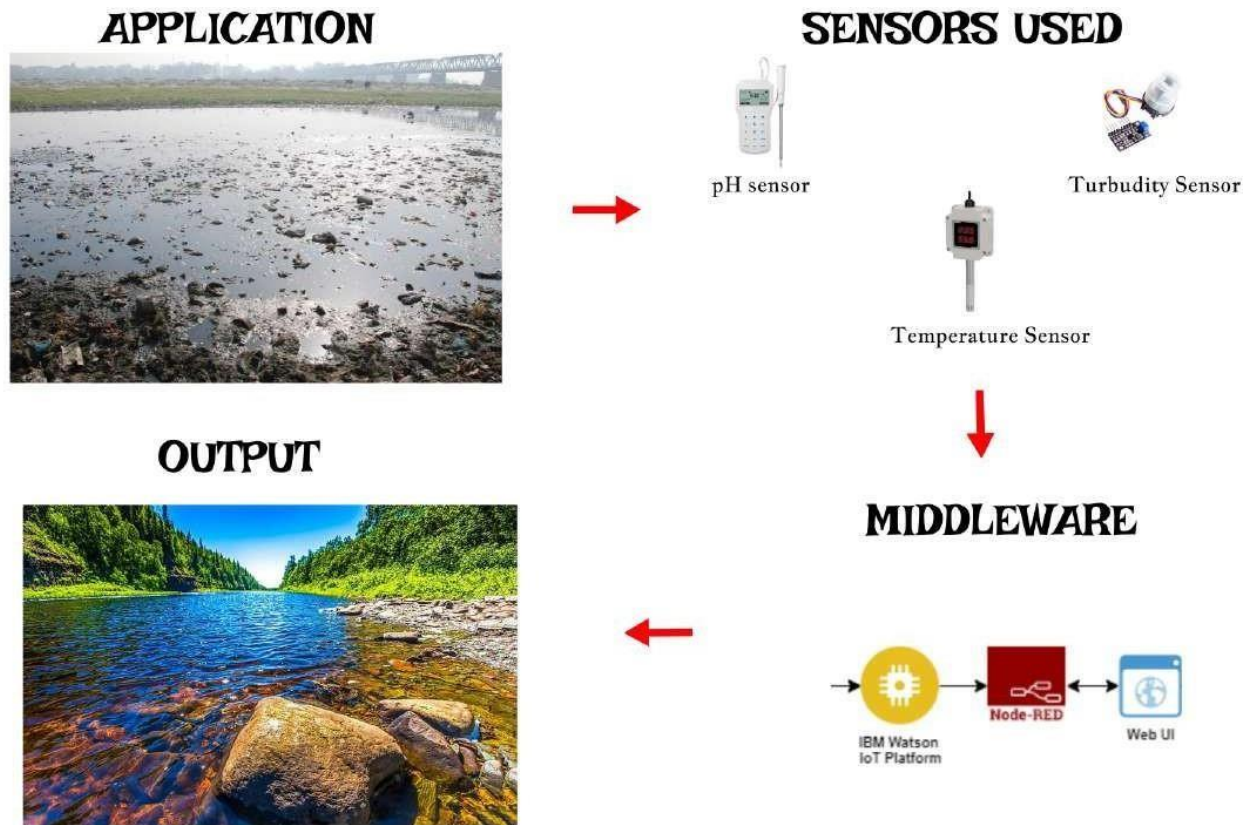 APPLICATION
SENSORS USED
pH sensor
Turbudity Sensor
Temperature Sensor
OUTPUT
MIDDLEWARE
Node-RED
IBM Watson
IoT Platform
Web UI